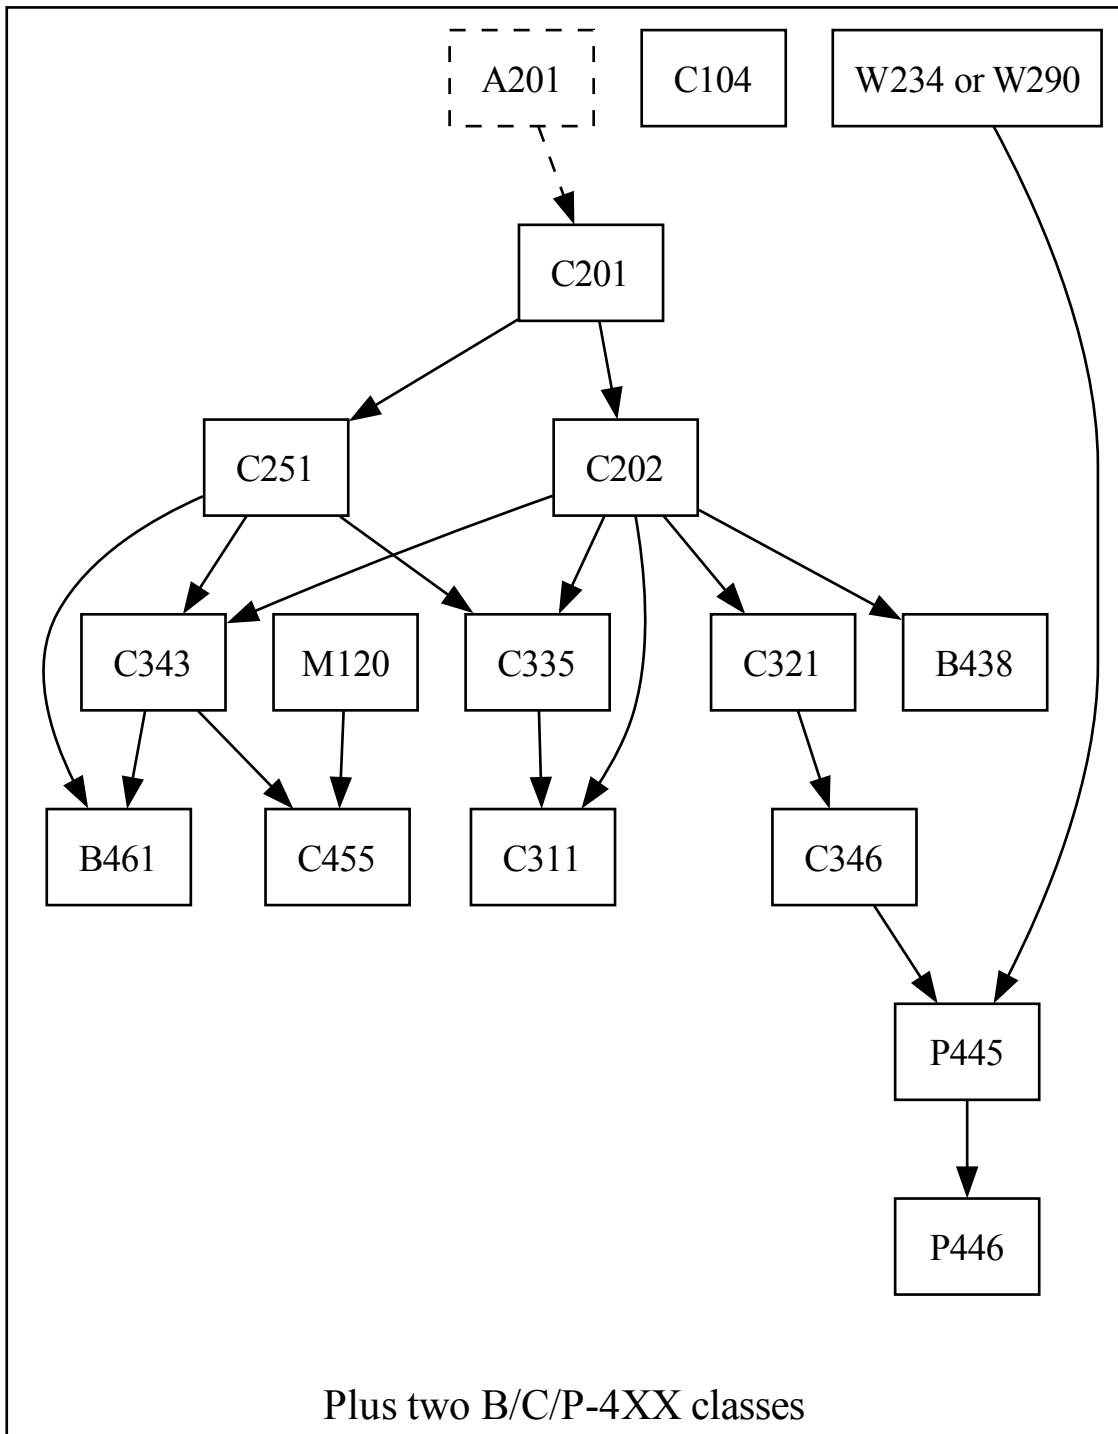 A201
C104
W234 or W290
C201
C251
C202
C343
M120
C335
C321
B438
B461
C455
C311
C346
P445
P446
Plus two B/C/P-4XX classes